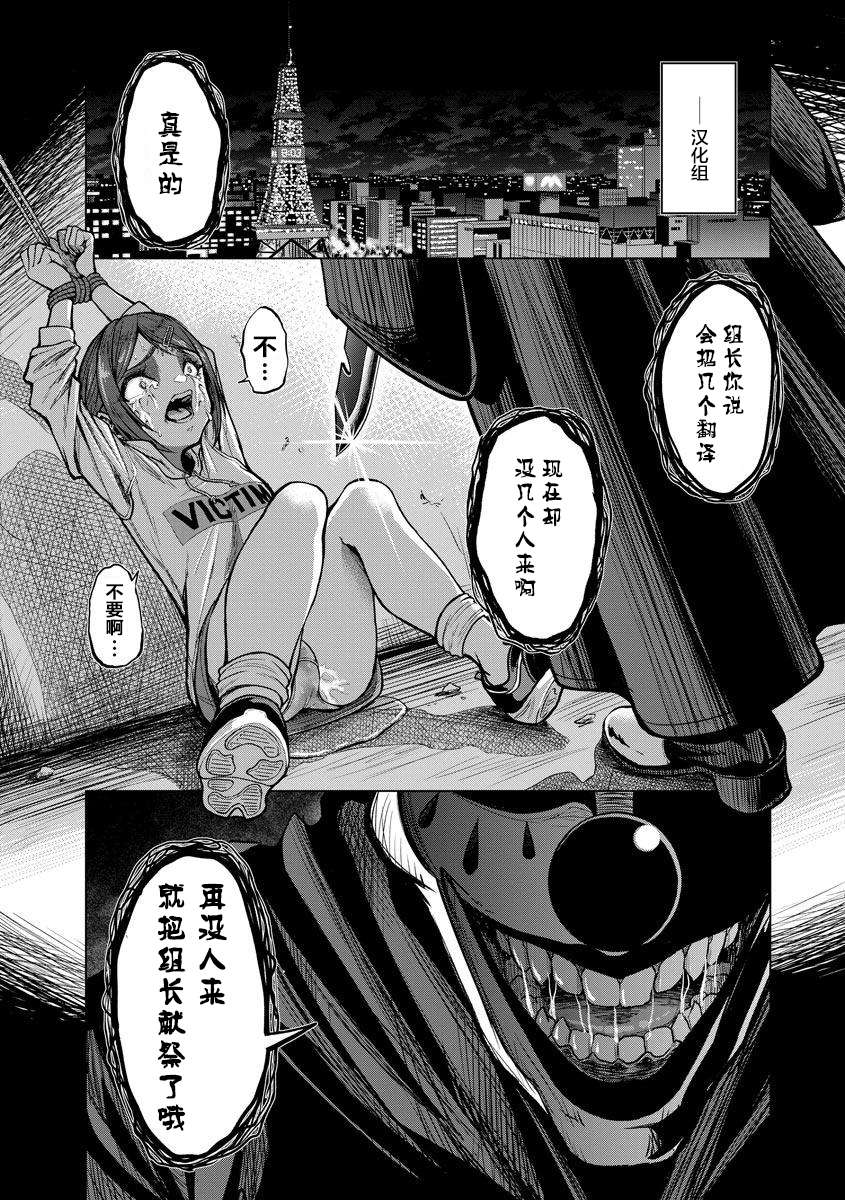 ——汉化组
真是的
8:03
组长你说
会招几个翻译
不…
VICTIM
现在却
没几个人来啊
不要啊…
再没人来
就把组长献祭了哦